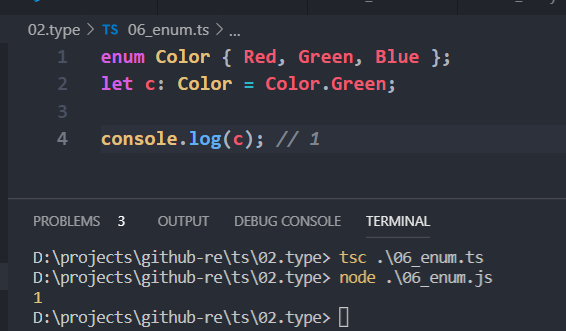 02.type > TS 06_enum.ts > ...
1 enum Color { Red, Green, Blue };
2 let c: Color = Color.Green;
3
4 console.log(c); // 1
PROBLEMS 3 OUTPUT DEBUG CONSOLE TERMINAL
D:\projects\github-re\ts\02.type> tsc .\06_enum.ts
D:\projects\github-re\ts\02.type> node .\06_enum.js
1
D:\projects\github-re\ts\02.type>